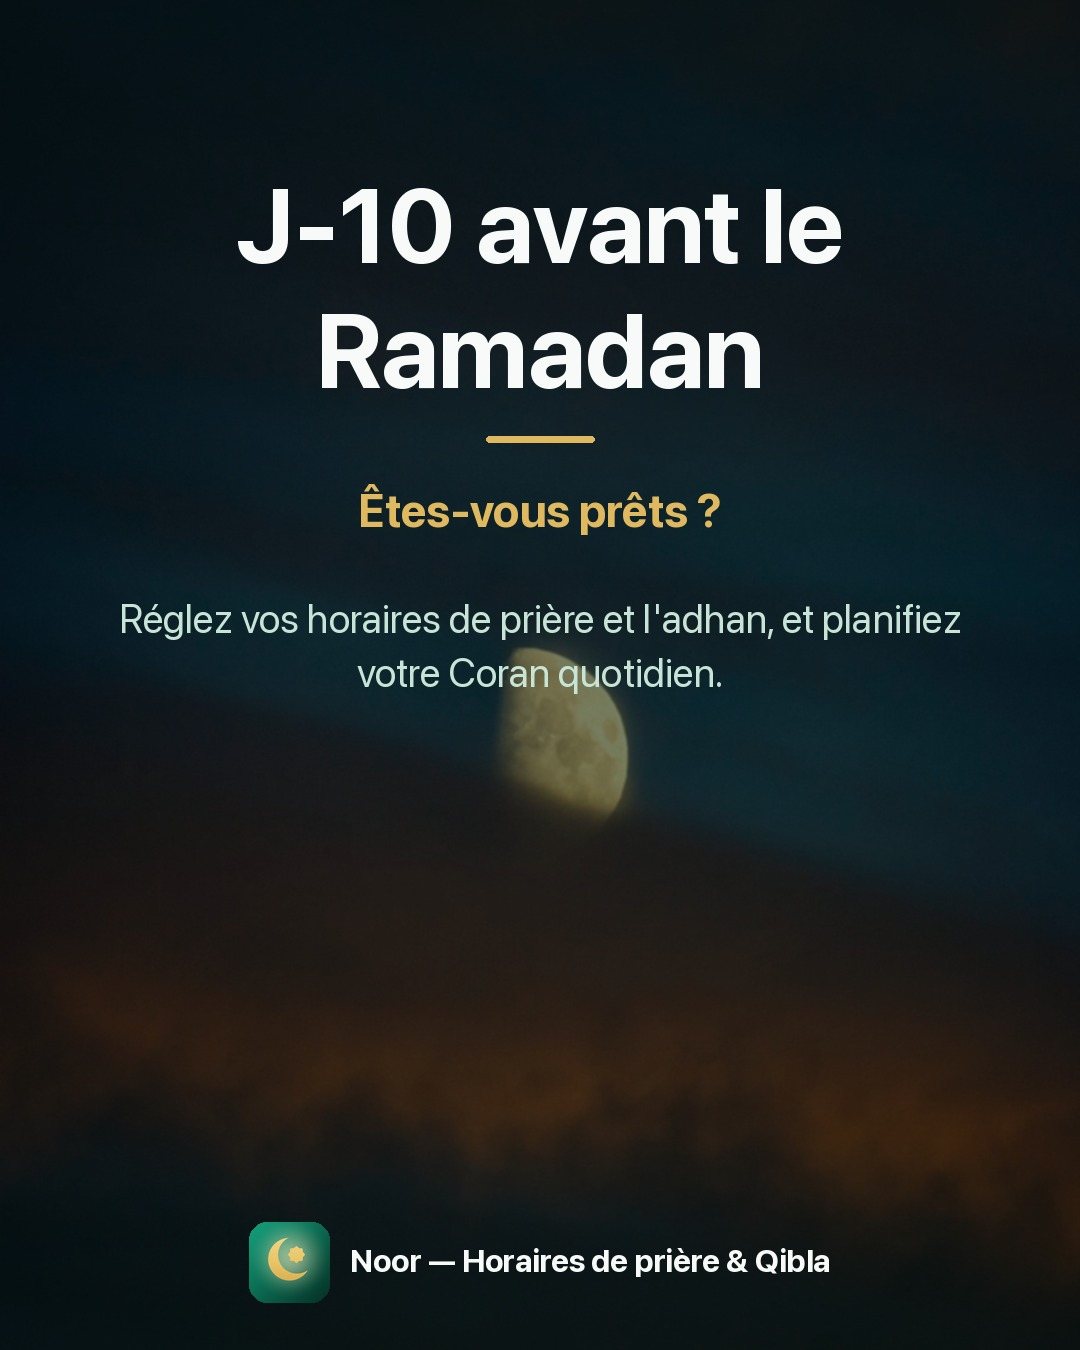 J-10 avant le
Ramadan
Êtes-vous prêts ?
Réglez vos horaires de prière et l'adhan, et planifiez
votre Coran quotidien.
Noor — Horaires de prière & Qibla